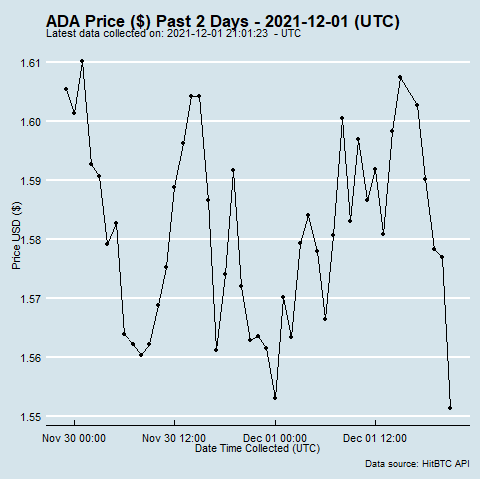 ADA Price ($) Past 2 Days - 2021-12-01 (UTC)
Latest data collected on: 2021-12-01 21:01:23 - UTC
1.61
1.60
1.59
1.58
1.57
1.56
1.55
Price USD ($)
Nov 30 00:00 Nov 30 12:00 Dec 01 00:00 Dec 01 12:00
Date Time Collected (UTC)
Data source: HitBTC API